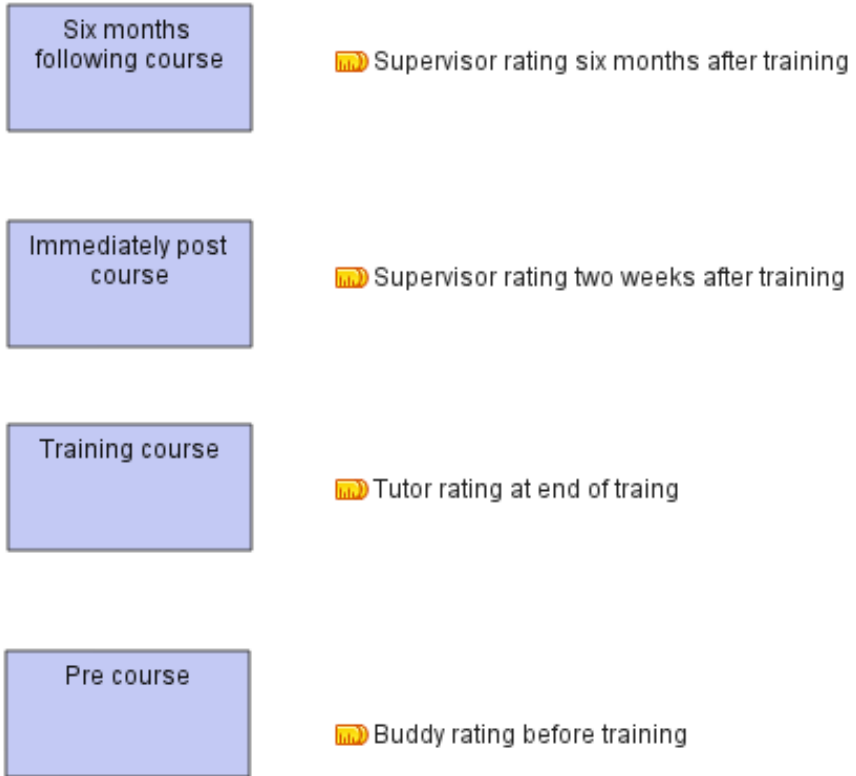 Six months
following course
Supervisor rating six months after training
Immediately post
course
Supervisor rating two weeks after training
Training course
Tutor rating at end of traing
Pre course
Buddy rating before training